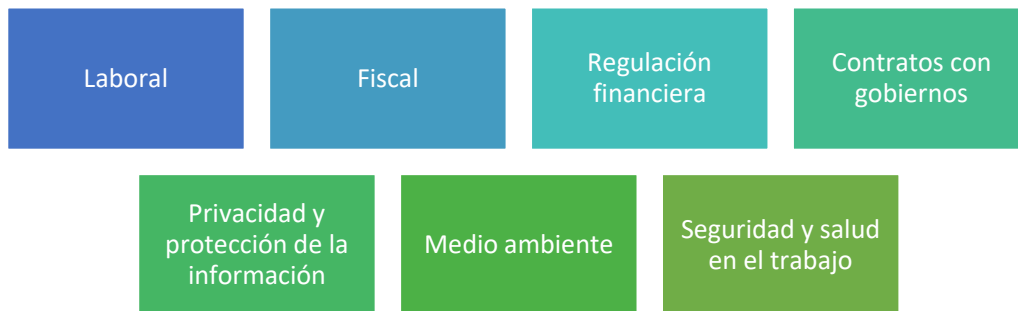 Laboral
Fiscal
Regulación
financiera
Contratos con
gobiernos
Privacidad y
protección de la
información
Medio ambiente
Seguridad y salud
en el trabajo